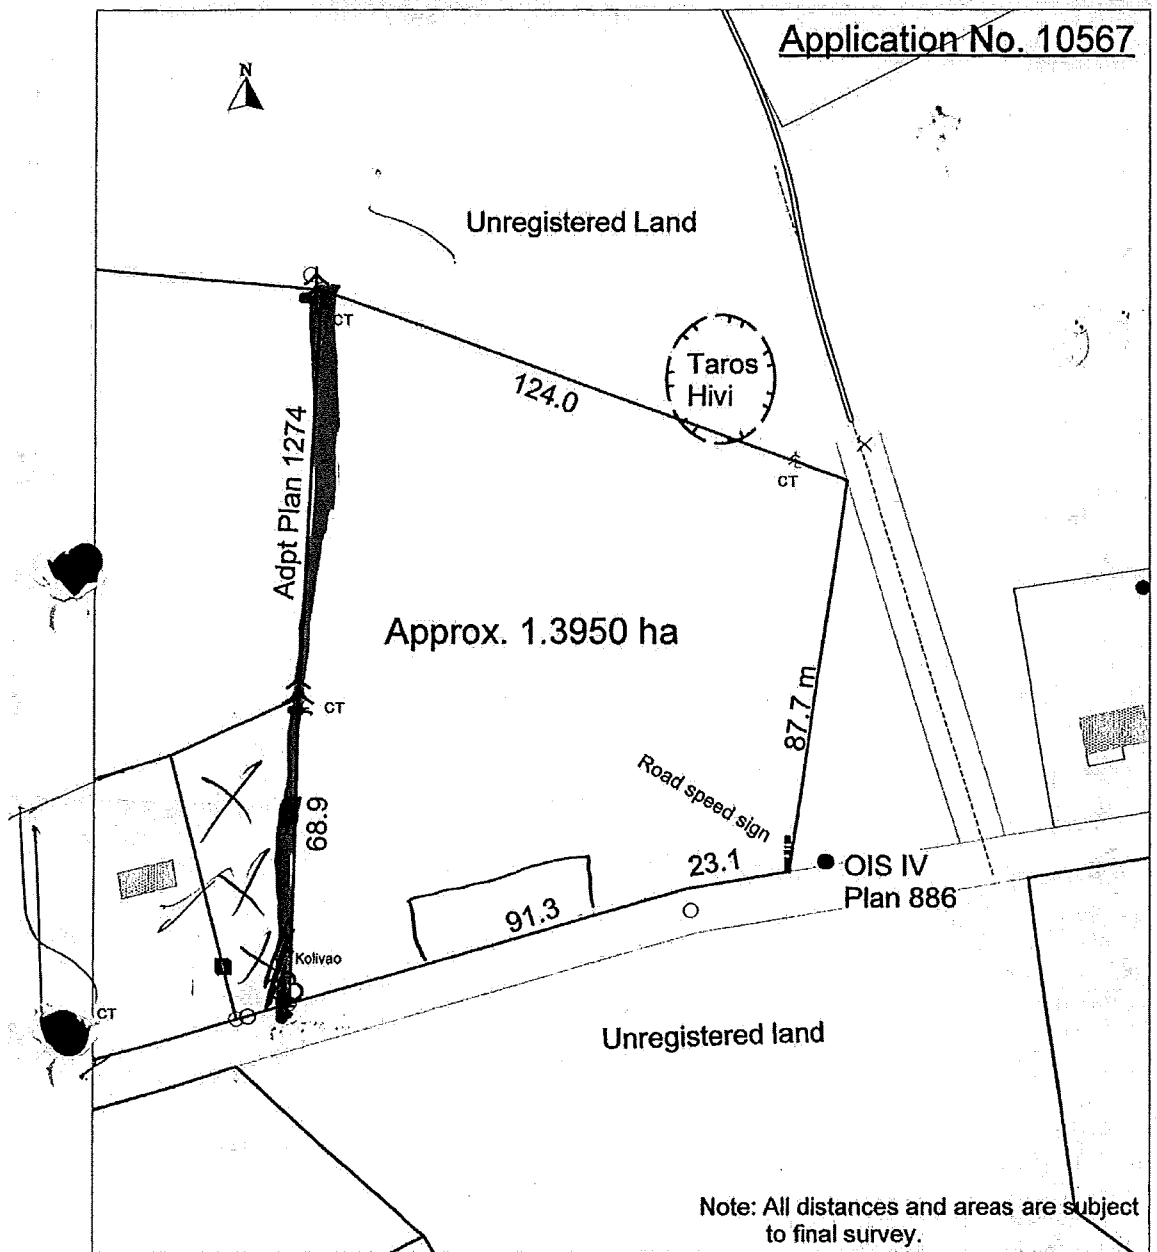 Application No. 10567
N
Unregistered Land
CT
Taros
Hivi
124.0
CT
Adpt Plan 1274
Approx. 1.3950 ha
CT
87.7 m
Road speed sign
68.9
23.1
OIS IV
Plan 886
91.3
Kolivao
CT
Unregistered land
Note: All distances and areas are subject
to final survey.